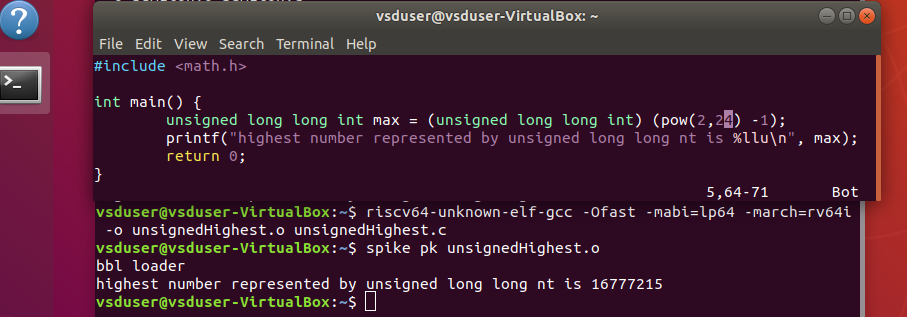 vsduser@vsduser-VirtualBox: ~
File Edit View Search Terminal Help
#include <math.h>
int main() {
unsigned long long int max = (unsigned long long int) (pow(2,24) -1);
printf("highest number represented by unsigned long long nt is %llu\n", max);
return 0;
}
5,64-71 Bot
vsduser@vsduser-VirtualBox:~$ riscv64-unknown-elf-gcc -Ofast -mabi=lp64 -march=rv64i
-o unsignedHighest.o unsignedHighest.c
vsduser@vsduser-VirtualBox:~$ spike pk unsignedHighest.o
bbl loader
highest number represented by unsigned long long nt is 16777215
vsduser@vsduser-VirtualBox:~$